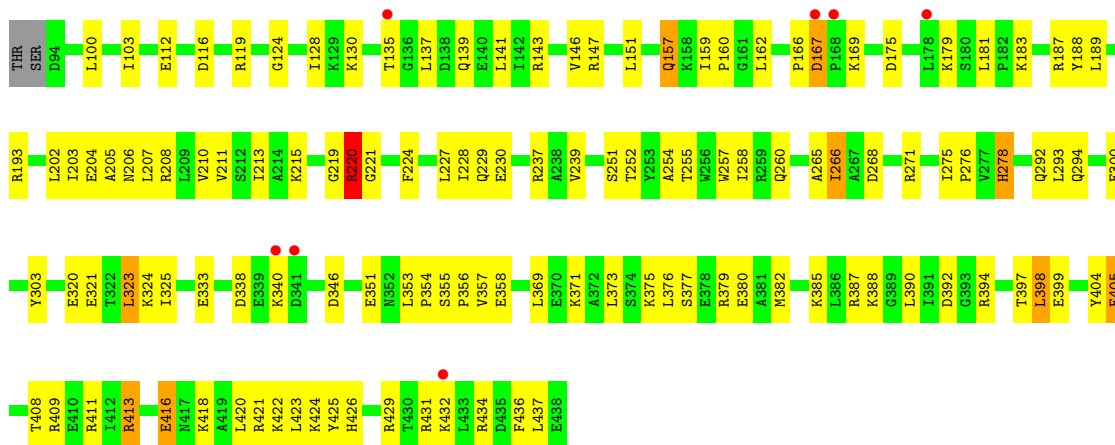 THR SER D94 L100 I103 E112 D116 R119 G124 I128 K129 K130 T135 G136 L137 D138 Q139 E140 L141 I142 R143 V146 R147 L151 Q157 K158 I159 P160 G161 L162 P166 D167 P168 K169 D175 L178 K179 S180 L181 P182 K183 R187 Y188 L189
R193 L202 I203 E204 A205 N206 L207 R208 L209 V210 V211 S212 I213 A214 K215 G219 R220 G221 F224 L227 I228 Q229 E230 R237 A238 V239 S251 T252 Y253 A254 T255 W256 W257 I258 R259 Q260 A265 I266 A267 D268 R271 I275 P276 V277 H278 Q292 L293 Q294
Y303 E320 E321 T322 L323 K324 I325 E333 D338 E339 K340 D341 D346 E351 N352 L353 P354 S355 P356 V357 E358 L369 E370 K371 A372 L373 S374 K375 L376 S377 E378 R379 E380 A381 M382 K385 L386 R387 K388 G389 L390 I391 D392 G393 R394 T397 L398 E399 Y404
T408 R409 E410 R411 I412 R413 E416 N417 K418 A419 L420 R421 K422 L423 K424 Y425 H426 R429 T430 R431 K432 L433 R434 D435 F436 L437 E438